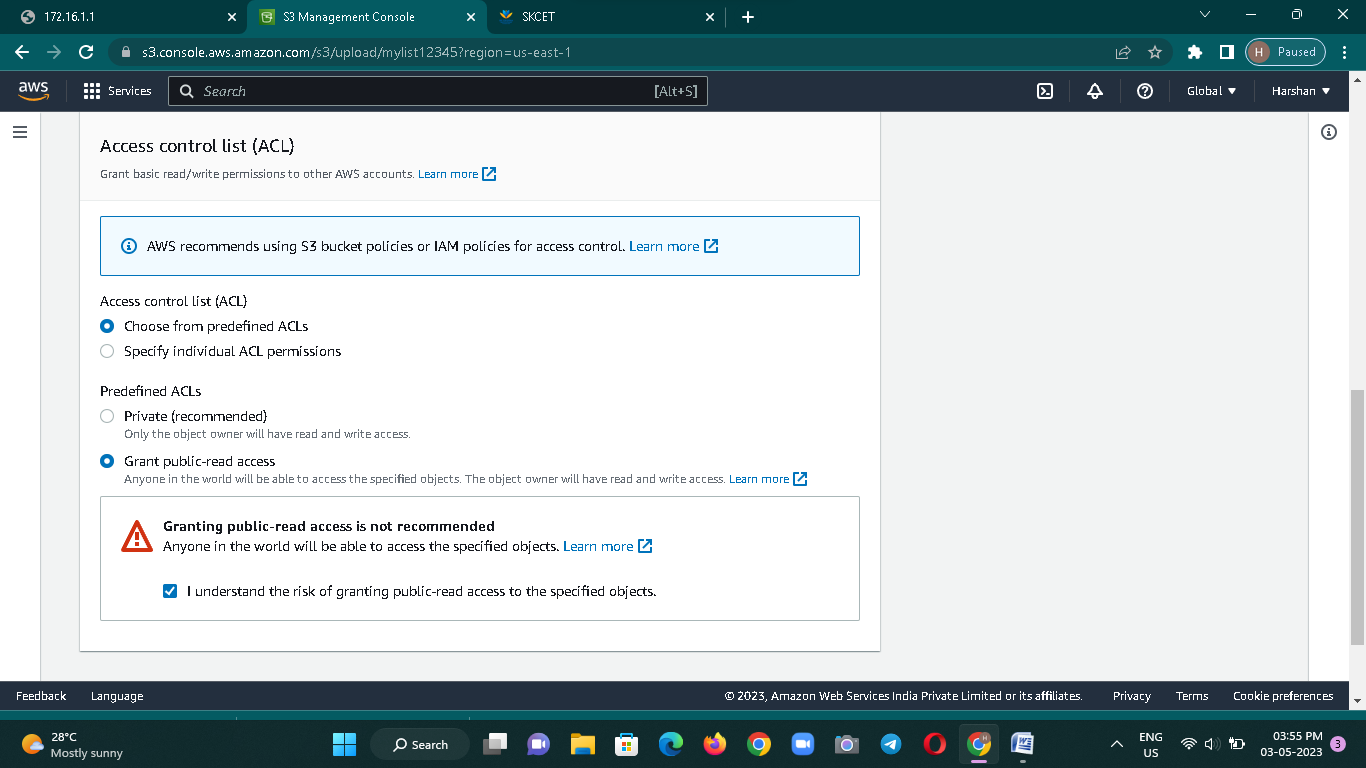 172.16.1.1
S3 Management Console
SKCET
s3.console.aws.amazon.com/s3/upload/mylist12345?region=us-east-1
H Paused
aws Services Search [Alt+S] Global Harshan
Access control list (ACL)
Grant basic read/write permissions to other AWS accounts. Learn more
AWS recommends using S3 bucket policies or IAM policies for access control. Learn more
Access control list (ACL)
Choose from predefined ACLs
Specify individual ACL permissions
Predefined ACLs
Private (recommended)
Only the object owner will have read and write access.
Grant public-read access
Anyone in the world will be able to access the specified objects. The object owner will have read and write access. Learn more
Granting public-read access is not recommended
Anyone in the world will be able to access the specified objects. Learn more
I understand the risk of granting public-read access to the specified objects.
Feedback Language © 2023, Amazon Web Services India Private Limited or its affiliates. Privacy Terms Cookie preferences
28°C
Mostly sunny
Search
ENG
US
03:55 PM
03-05-2023
3